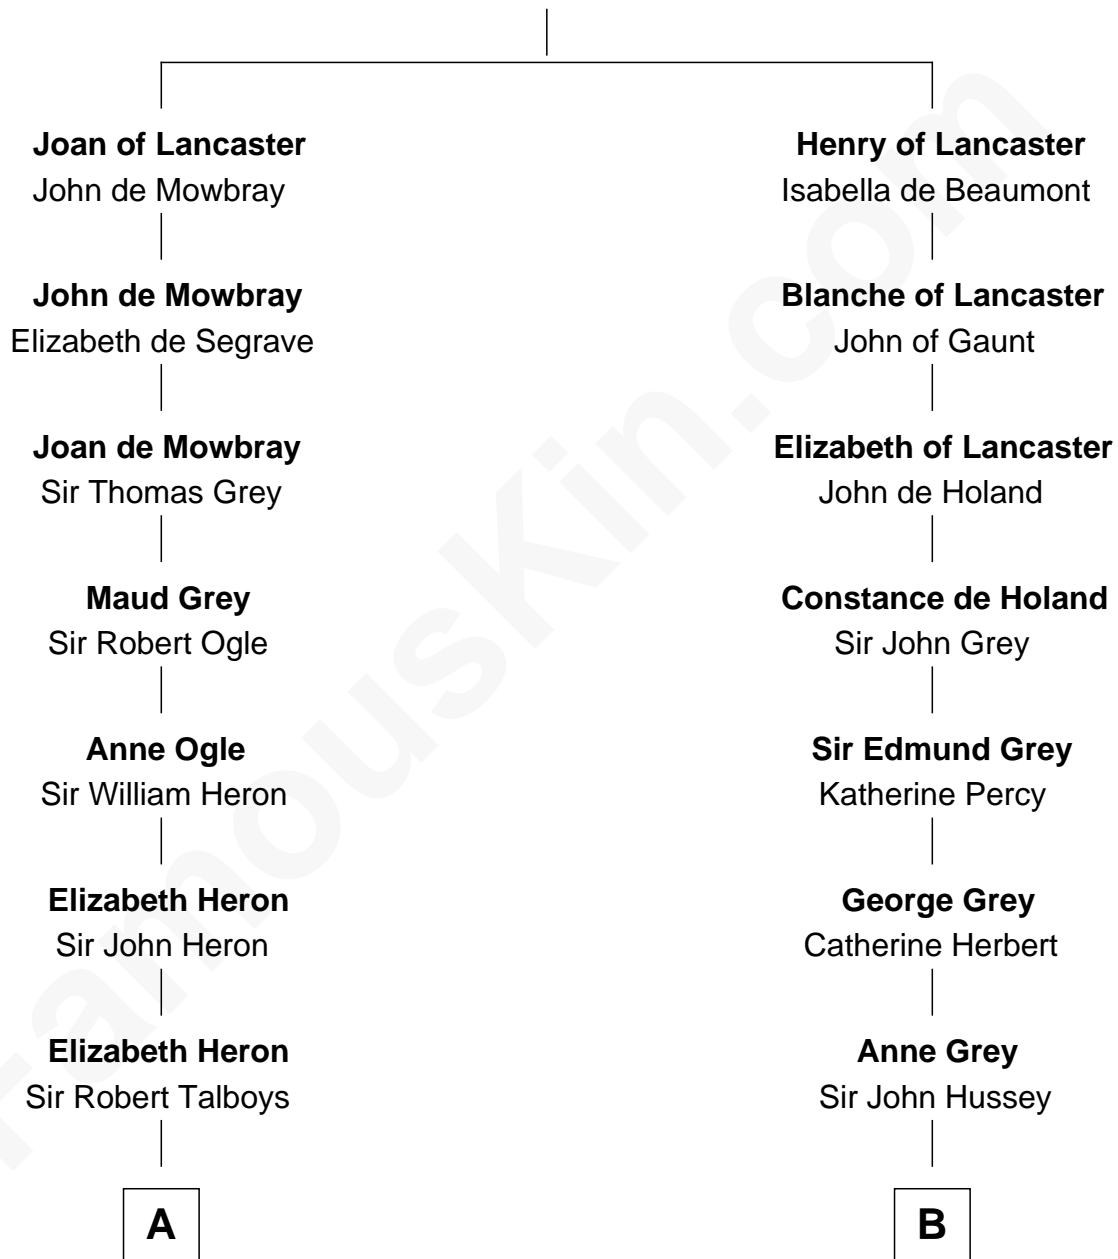 Joan of Lancaster
John de Mowbray
John de Mowbray
Elizabeth de Segrave
Joan de Mowbray
Sir Thomas Grey
Maud Grey
Sir Robert Ogle
Anne Ogle
Sir William Heron
Elizabeth Heron
Sir John Heron
Elizabeth Heron
Sir Robert Talboys
A
Henry of Lancaster
Isabella de Beaumont
Blanche of Lancaster
John of Gaunt
Elizabeth of Lancaster
John de Holand
Constance de Holand
Sir John Grey
Sir Edmund Grey
Katherine Percy
George Grey
Catherine Herbert
Anne Grey
Sir John Hussey
B
FamousKin.com